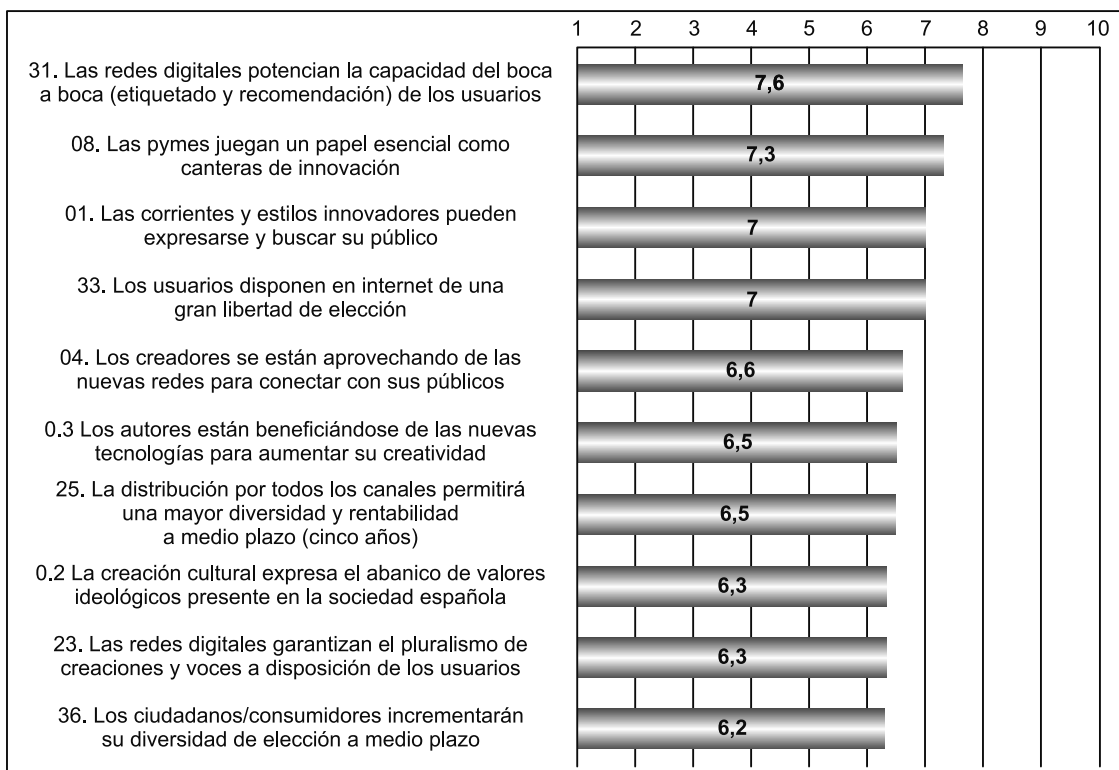 1 2 3 4 5 6 7 8 9 10
31. Las redes digitales potencian la capacidad del boca
a boca (etiquetado y recomendación) de los usuarios
7,6
08. Las pymes juegan un papel esencial como
canteras de innovación
7,3
01. Las corrientes y estilos innovadores pueden
expresarse y buscar su público
7
33. Los usuarios disponen en internet de una
gran libertad de elección
7
04. Los creadores se están aprovechando de las
nuevas redes para conectar con sus públicos
6,6
0.3 Los autores están beneficiándose de las nuevas
tecnologías para aumentar su creatividad
6,5
25. La distribución por todos los canales permitirá
una mayor diversidad y rentabilidad
a medio plazo (cinco años)
6,5
0.2 La creación cultural expresa el abanico de valores
ideológicos presente en la sociedad española
6,3
23. Las redes digitales garantizan el pluralismo de
creaciones y voces a disposición de los usuarios
6,3
36. Los ciudadanos/consumidores incrementarán
su diversidad de elección a medio plazo
6,2